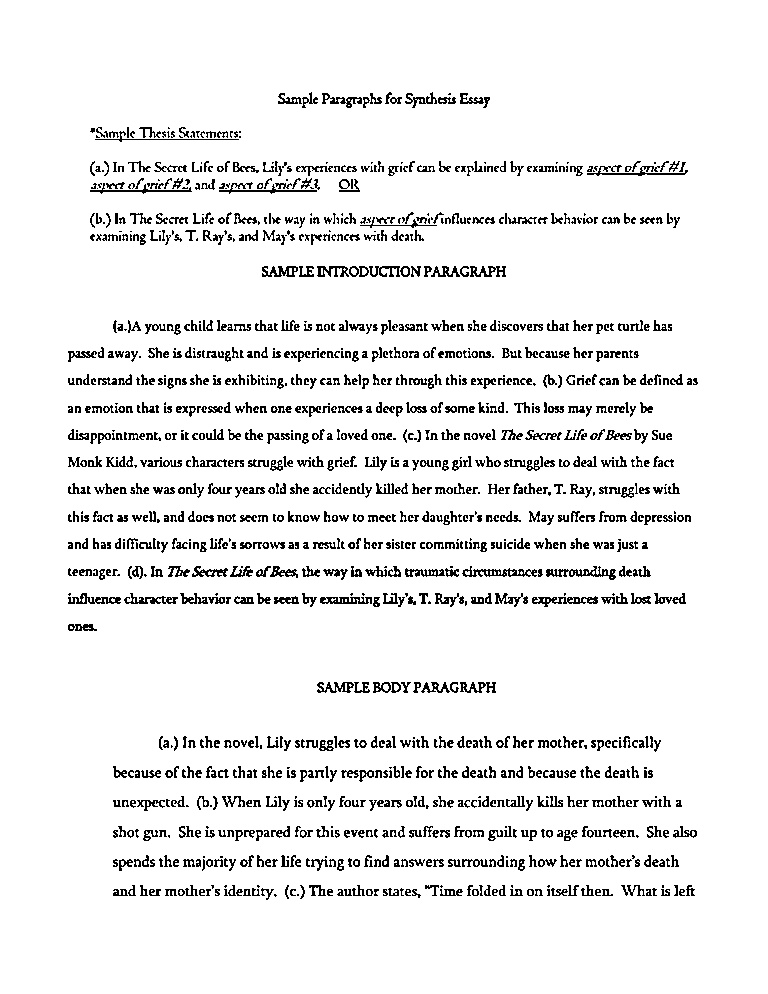 Sample Paragraphs for Synthesis Essay
*Sample Thesis Statements:
(a.) In The Secret Life of Bees, Lily's experiences with grief can be explained by examining aspect of grief #1,
aspect of grief #2, and aspect of grief #3. OR
(b.) In The Secret Life of Bees, the way in which aspect of grief influences character behavior can be seen by
examining Lily's, T. Ray's, and May's experiences with death.
SAMPLE INTRODUCTION PARAGRAPH
(a.)A young child learns that life is not always pleasant when she discovers that her pet turtle has
passed away. She is distraught and is experiencing a plethora of emotions. But because her parents
understand the signs she is exhibiting, they can help her through this experience. (b.) Grief can be defined as
an emotion that is expressed when one experiences a deep loss of some kind. This loss may merely be
disappointment, or it could be the passing of a loved one. (c.) In the novel The Secret Life of Bees by Sue
Monk Kidd, various characters struggle with grief. Lily is a young girl who struggles to deal with the fact
that when she was only four years old she accidently killed her mother. Her father, T. Ray, struggles with
this fact as well, and does not seem to know how to meet her daughter's needs. May suffers from depression
and has difficulty facing life's sorrows as a result of her sister committing suicide when she was just a
teenager. (d). In The Secret Life of Bees, the way in which traumatic circumstances surrounding death
influence character behavior can be seen by examining Lily's, T. Ray's, and May's experiences with lost loved
ones.
SAMPLE BODY PARAGRAPH
(a.) In the novel, Lily struggles to deal with the death of her mother, specifically
because of the fact that she is partly responsible for the death and because the death is
unexpected. (b.) When Lily is only four years old, she accidentally kills her mother with a
shot gun. She is unprepared for this event and suffers from guilt up to age fourteen. She also
spends the majority of her life trying to find answers surrounding how her mother's death
and her mother's identity. (c.) The author states, "Time folded in on itself then. What is left